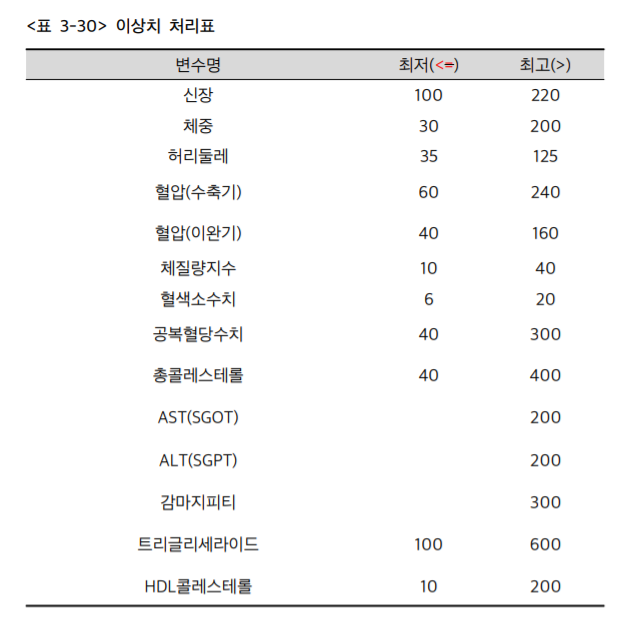 <표 3-30> 이상치 처리표
변수명 최저(<=) 최고(>)
신장 100 220
체중 30 200
허리둘레 35 125
혈압(수축기) 60 240
혈압(이완기) 40 160
체질량지수 10 40
혈색소수치 6 20
공복혈당수치 40 300
총콜레스테롤 40 400
AST(SGOT) 200
ALT(SGPT) 200
감마지피티 300
트리글리세라이드 100 600
HDL콜레스테롤 10 200